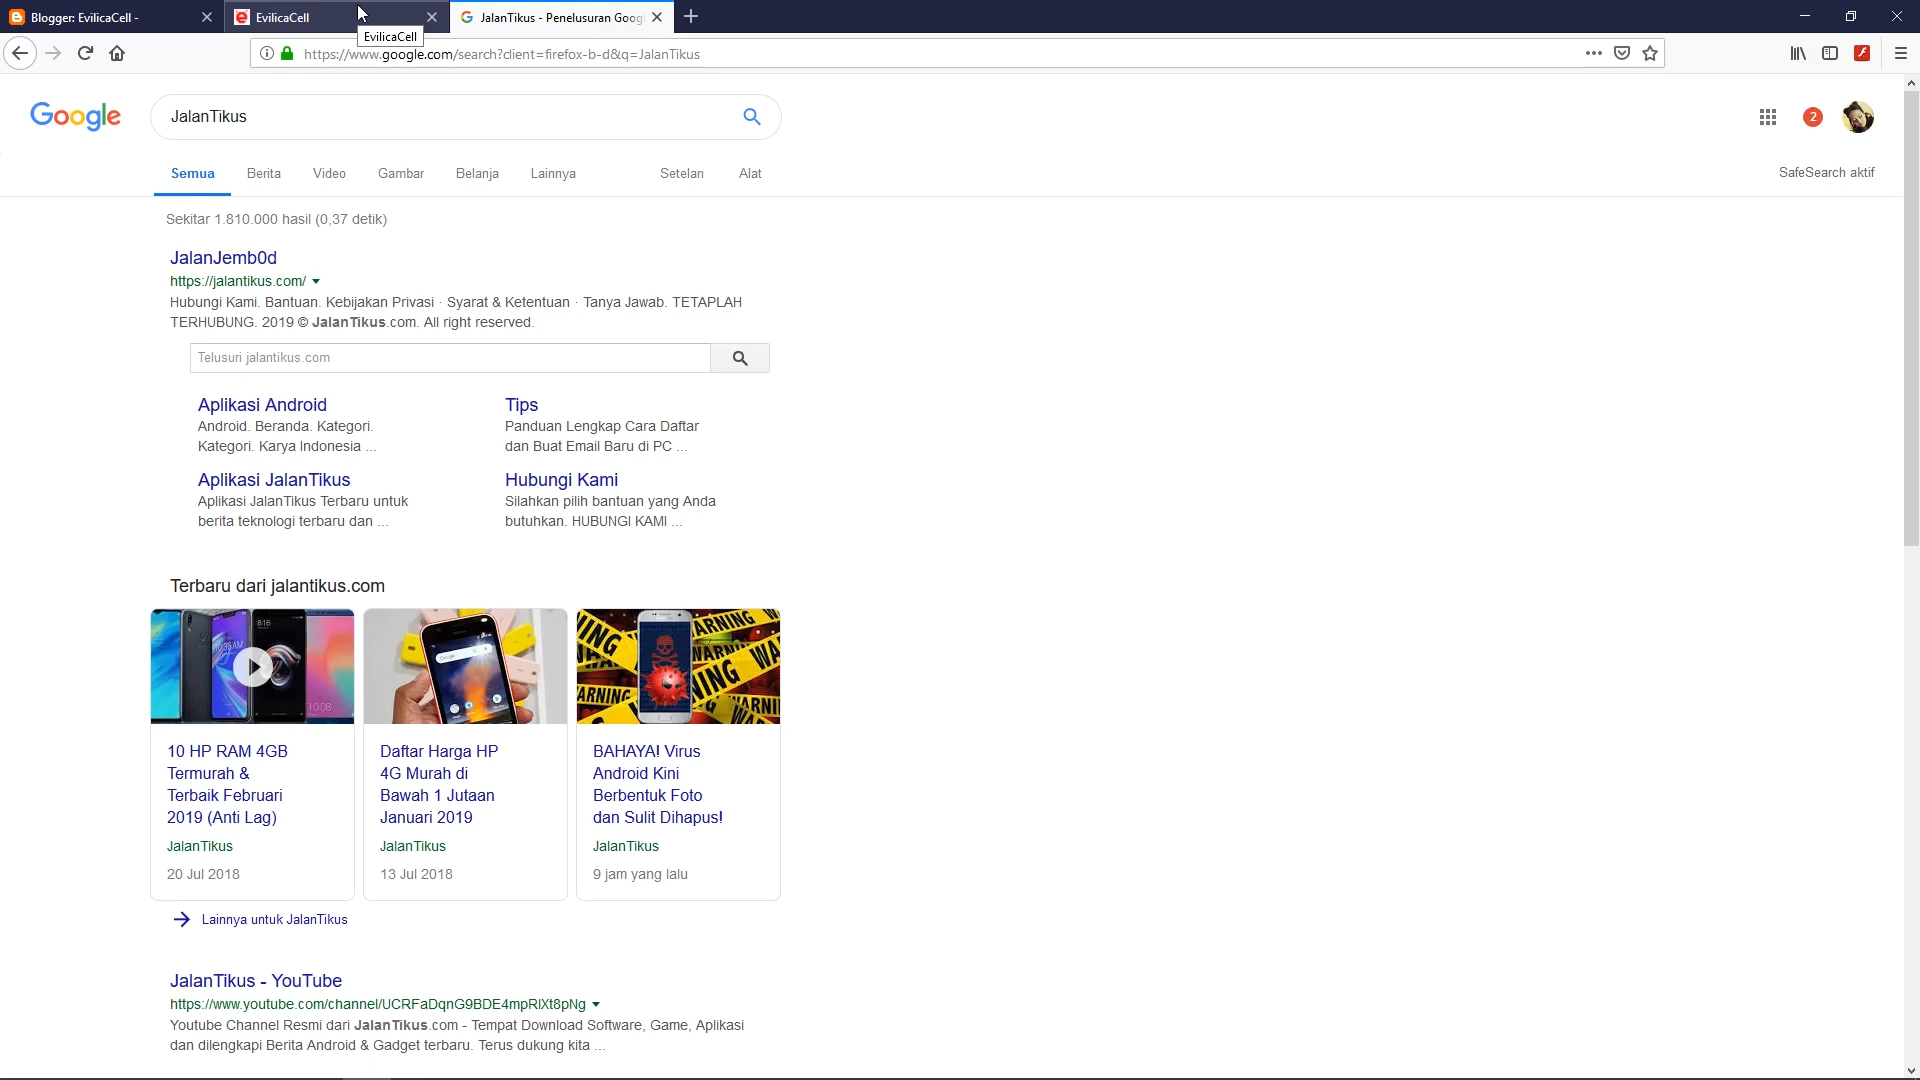 Blogger: EvilicaCell -
EvilicaCell
JalanTikus - Penelusuran Goog
EvilicaCell
https://www.google.com/search?client=firefox-b-d&q=JalanTikus
Google
JalanTikus
2
Semua
Berita
Video
Gambar
Belanja
Lainnya
Setelan
Alat
SafeSearch aktif
Sekitar 1.810.000 hasil (0,37 detik)
JalanJemb0d
https://jalantikus.com/
Hubungi Kami. Bantuan. Kebijakan Privasi · Syarat & Ketentuan · Tanya Jawab. TETAPLAH
TERHUBUNG. 2019 © JalanTikus.com. All right reserved.
Telusuri jalantikus.com
Aplikasi Android
Android. Beranda. Kategori.
Kategori. Karya Indonesia ...
Tips
Panduan Lengkap Cara Daftar
dan Buat Email Baru di PC ...
Aplikasi JalanTikus
Aplikasi JalanTikus Terbaru untuk
berita teknologi terbaru dan ...
Hubungi Kami
Silahkan pilih bantuan yang Anda
butuhkan. HUBUNGI KAMI ...
Terbaru dari jalantikus.com
8:16
10:08
Google
WARNING
WARNING
10 HP RAM 4GB
Termurah &
Terbaik Februari
2019 (Anti Lag)
JalanTikus
20 Jul 2018
Daftar Harga HP
4G Murah di
Bawah 1 Jutaan
Januari 2019
JalanTikus
13 Jul 2018
BAHAYA! Virus
Android Kini
Berbentuk Foto
dan Sulit Dihapus!
JalanTikus
9 jam yang lalu
Lainnya untuk JalanTikus
JalanTikus - YouTube
https://www.youtube.com/channel/UCRFaDqnG9BDE4mpRIXt8pNg
Youtube Channel Resmi dari JalanTikus.com - Tempat Download Software, Game, Aplikasi
dan dilengkapi Berita Android & Gadget terbaru. Terus dukung kita ...